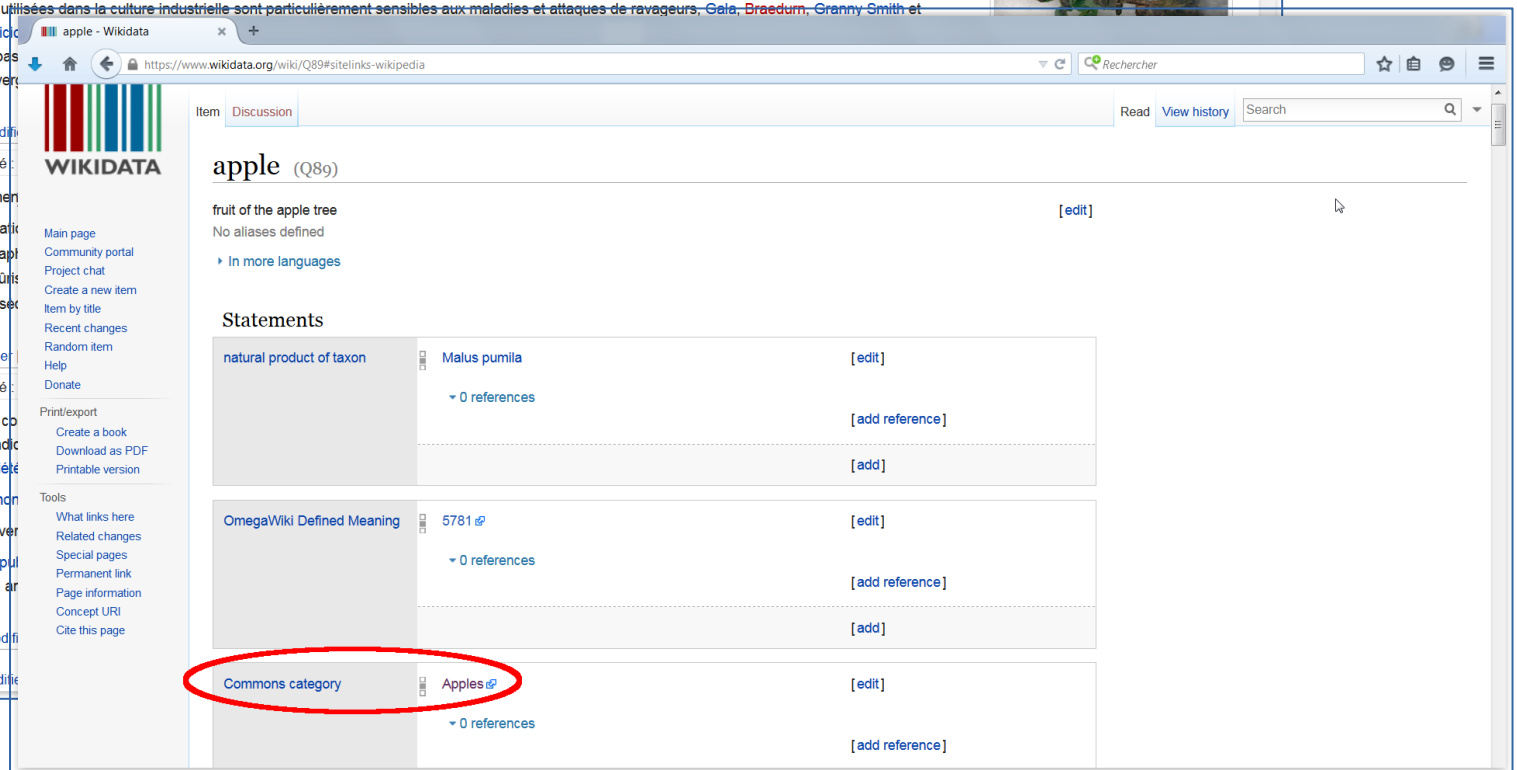 utilisées dans la culture industrielle sont particulièrement sensibles aux maladies et attaques de ravageurs, Gala, Braeburn, Granny Smith et
apple - Wikidata
https://www.wikidata.org/wiki/Q89#sitelinks-wikipedia
Rechercher
WIKIDATA
Main page
Community portal
Project chat
Create a new item
Item by title
Recent changes
Random item
Help
Donate
Print/export
Create a book
Download as PDF
Printable version
Tools
What links here
Related changes
Special pages
Permanent link
Page information
Concept URI
Cite this page
Item Discussion
Read View history Search
apple (Q89)
fruit of the apple tree [edit]
No aliases defined
In more languages
Statements
natural product of taxon Malus pumila [edit]
0 references
[add reference]
[add]
OmegaWiki Defined Meaning 5781 [edit]
0 references
[add reference]
[add]
Commons category Apples [edit]
0 references
[add reference]